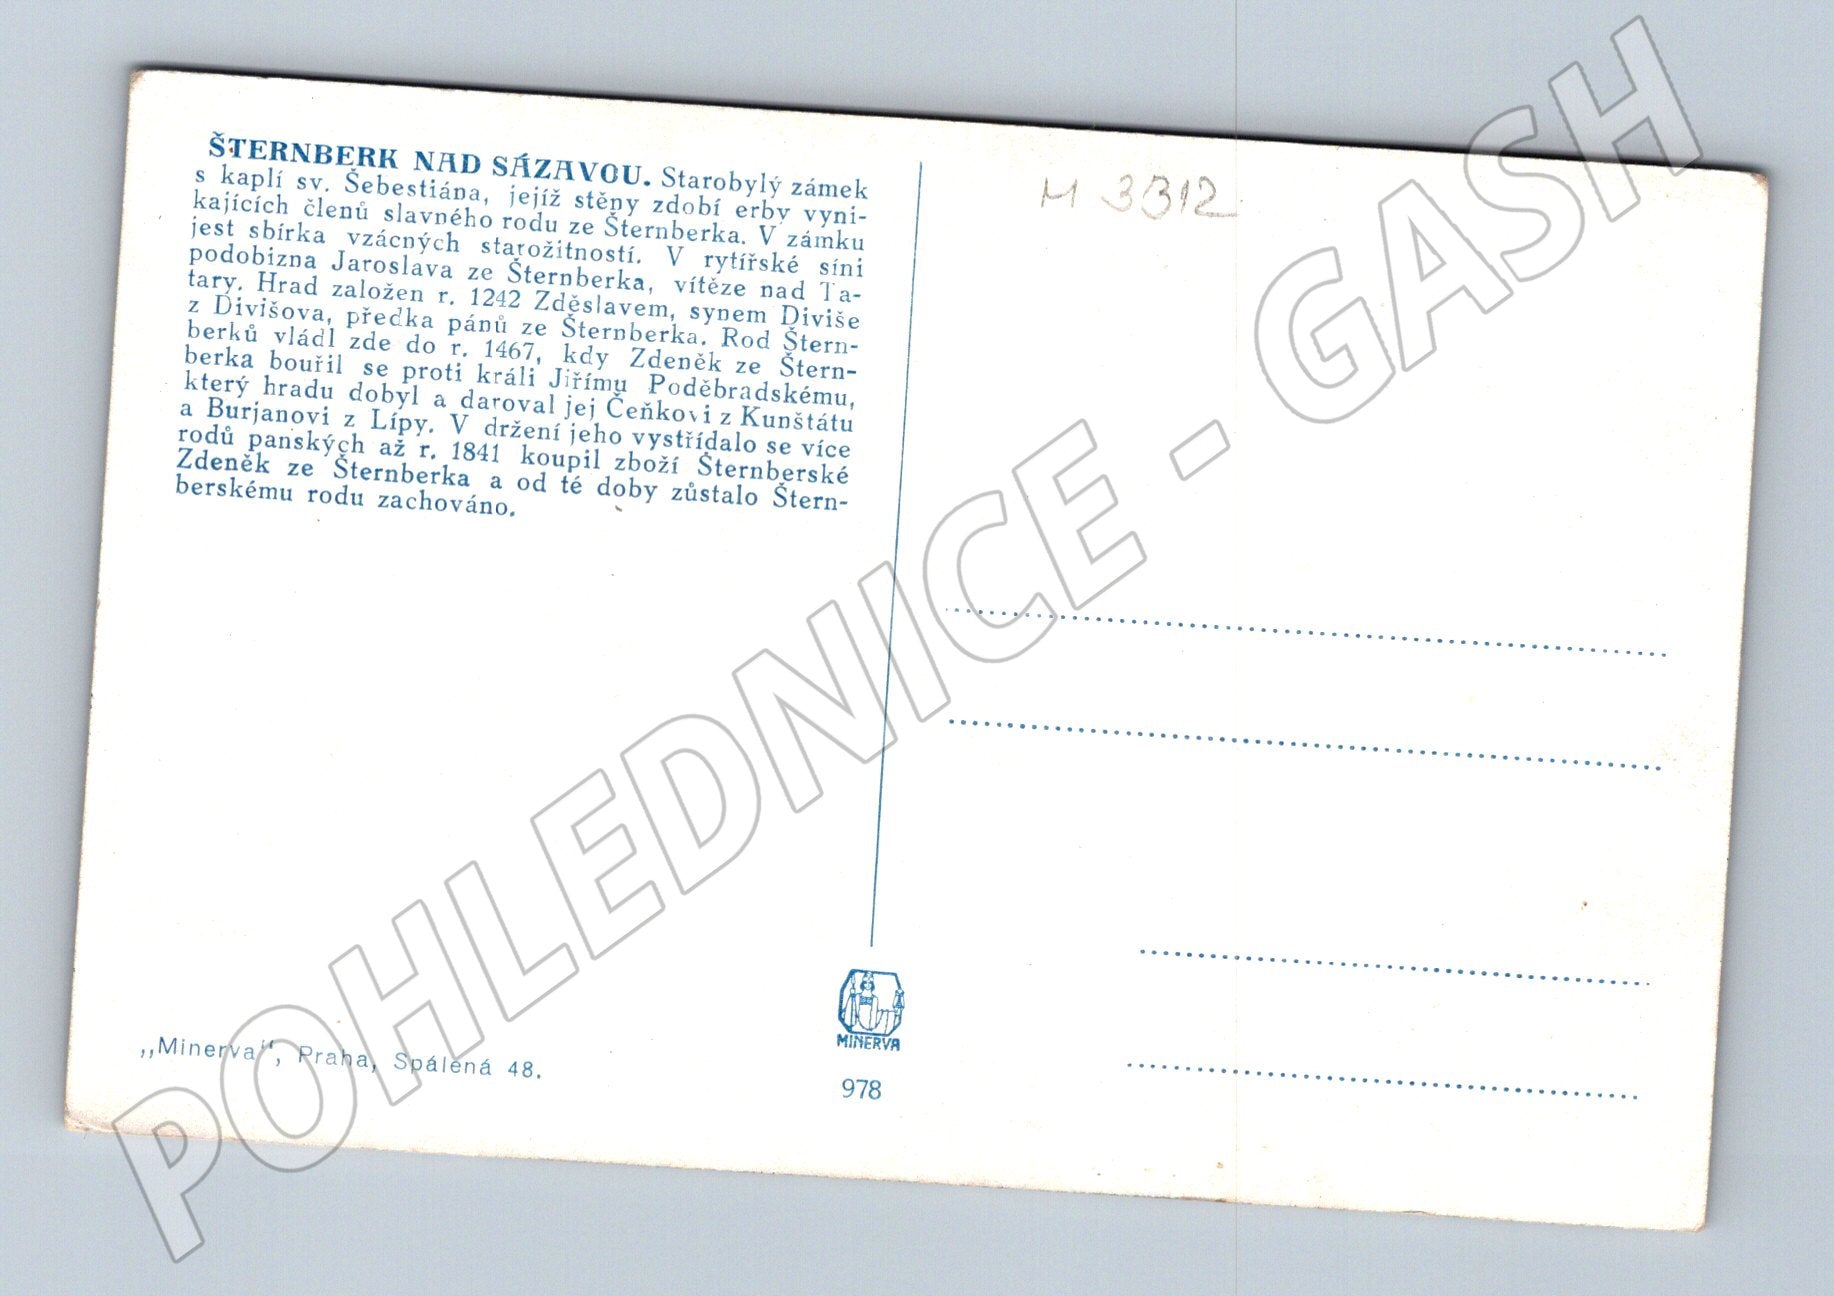 ŠTERNBERK NAD SÁZAVOU. Starobylý zámek
s kaplí sv. Šebestiána, jejíž stěny zdobí erby vyni-
kajících členů slavného rodu ze Šternberka. V zámku
jest sbírka vzácných starožitností. V rytířské síni
podobizna Jaroslava ze Šternberka, vítěze nad Ta-
tary. Hrad založen r. 1242 Zděslavem, synem Diviše
z Divišova, předka pánů ze Šternberka. Rod Štern-
berků vládl zde do r. 1467, kdy Zdeněk ze Štern-
berka bouřil se proti králi Jiřímu Poděbradskému,
který hradu dobyl a daroval jej Čeňkovi z Kunštátu
a Burjanovi z Lípy. V držení jeho vystřídalo se více
rodů panských až r. 1841 koupil zboží Šternberské
Zdeněk ze Šternberka a od té doby zůstalo Štern-
berskému rodu zachováno.
M 3312
POHLEDNICE - GASH
„Minerva", Praha, Spálená 48.
MINERVA
978